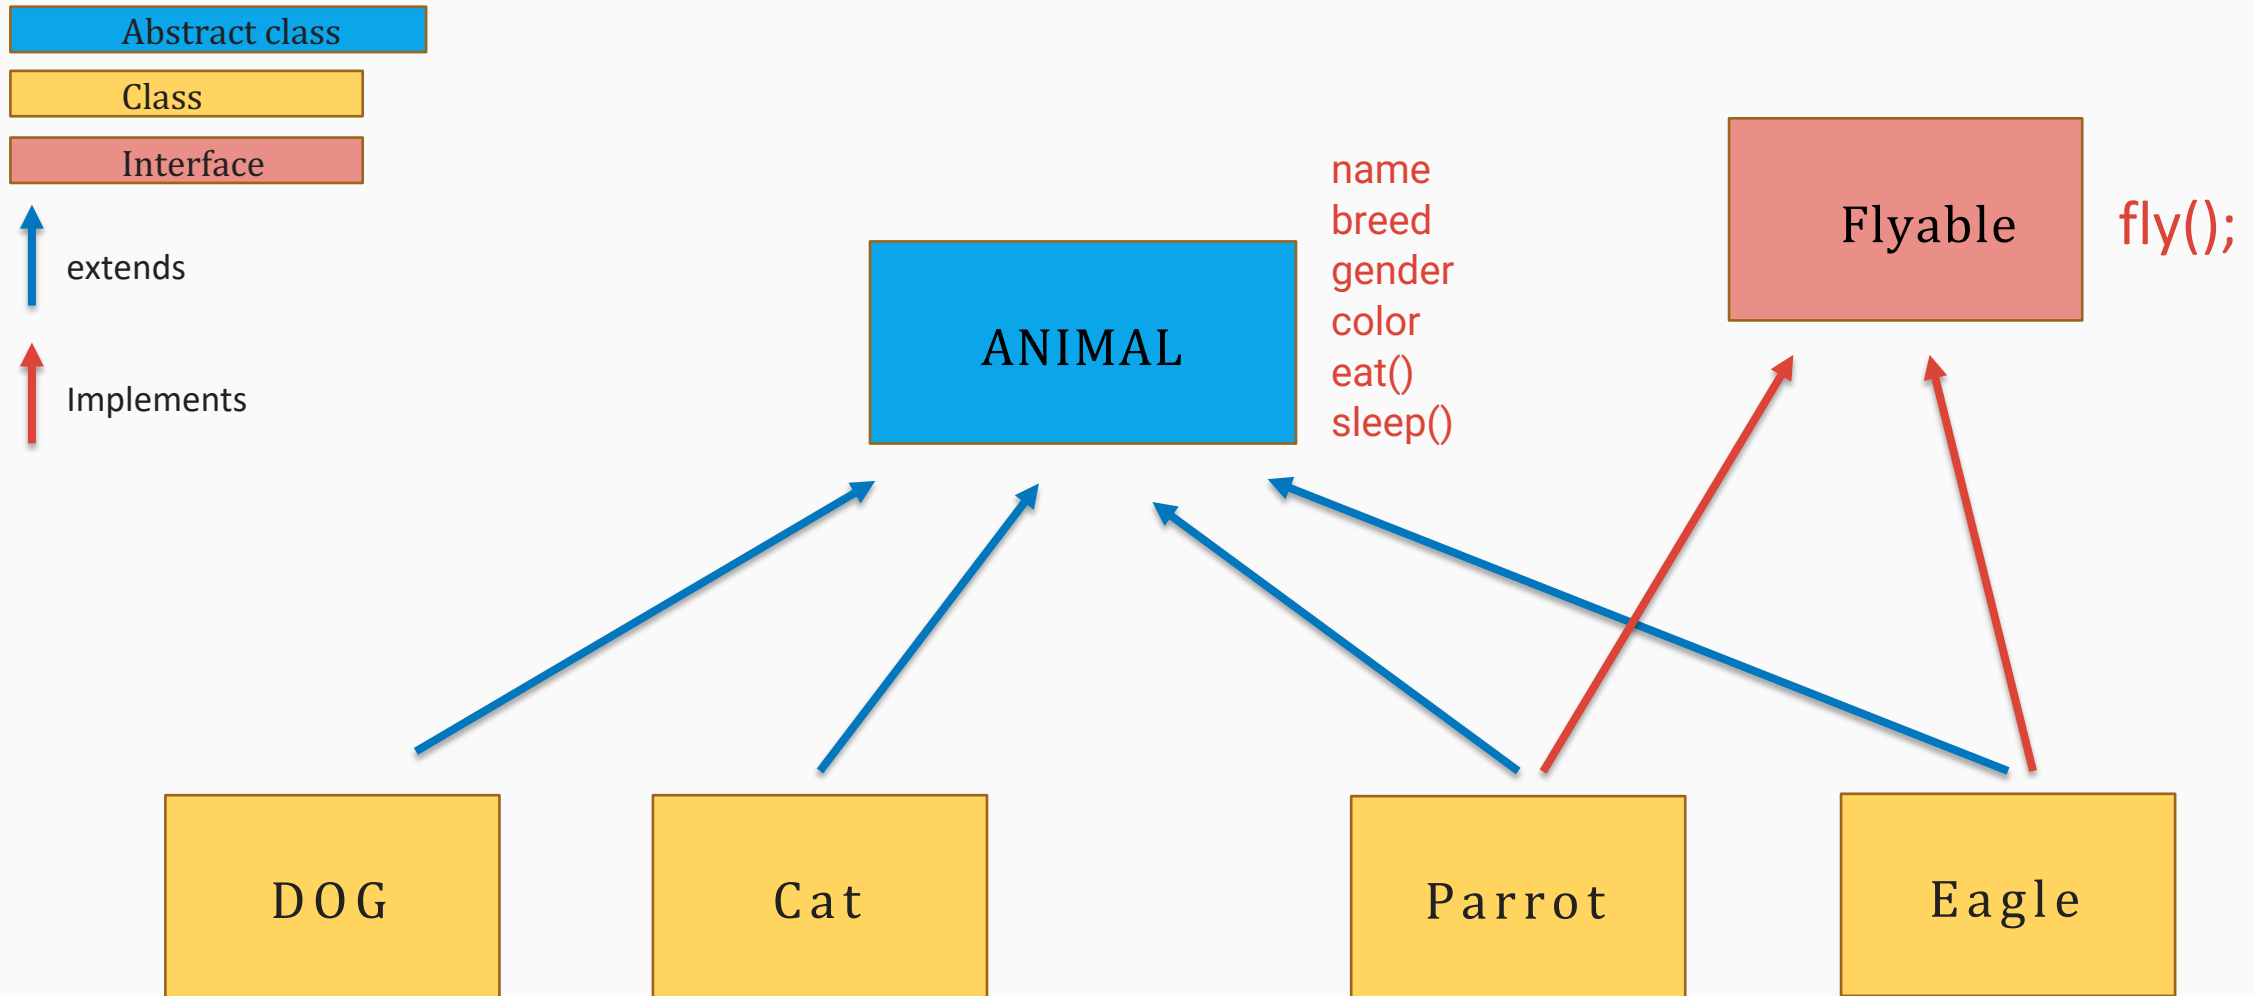 Abstract class
Class
Interface
extends
Implements
ANIMAL
name
breed
gender
color
eat()
sleep()
Flyable
fly();
DOG
Cat
Parrot
Eagle